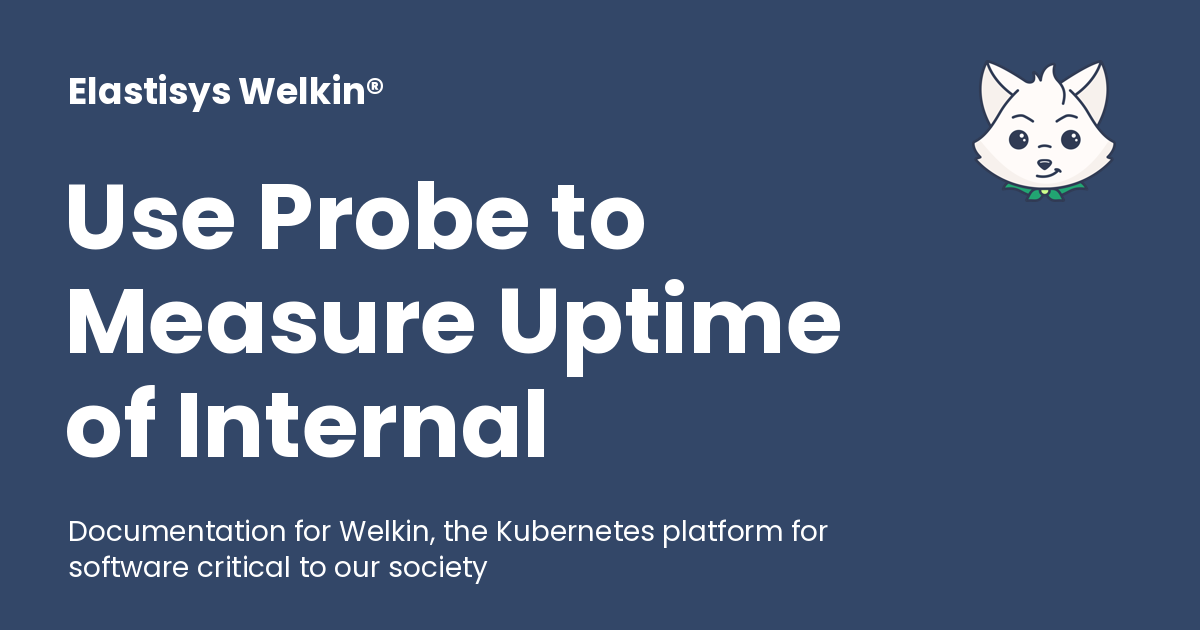 Elastisys Welkin®
Use Probe to
Measure Uptime
of Internal
Documentation for Welkin, the Kubernetes platform for
software critical to our society